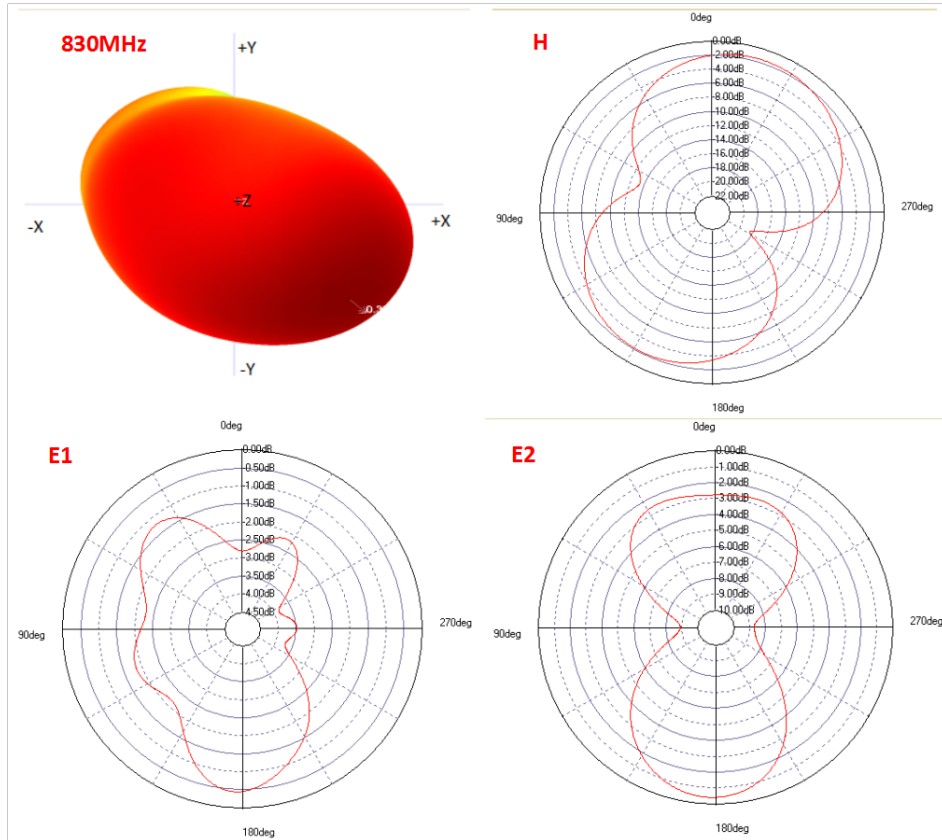 830MHz
+Y
-X
+Z
+X
-Y
H
0deg
0.00dB
2.00dB
4.00dB
6.00dB
8.00dB
10.00dB
12.00dB
14.00dB
16.00dB
18.00dB
20.00dB
22.00dB
90deg
270deg
180deg
E1
0deg
0.00dB
0.50dB
1.00dB
1.50dB
2.00dB
2.50dB
3.00dB
3.50dB
4.00dB
4.50dB
90deg
270deg
180deg
E2
0deg
0.00dB
1.00dB
2.00dB
3.00dB
4.00dB
5.00dB
6.00dB
7.00dB
8.00dB
9.00dB
10.00dB
90deg
270deg
180deg